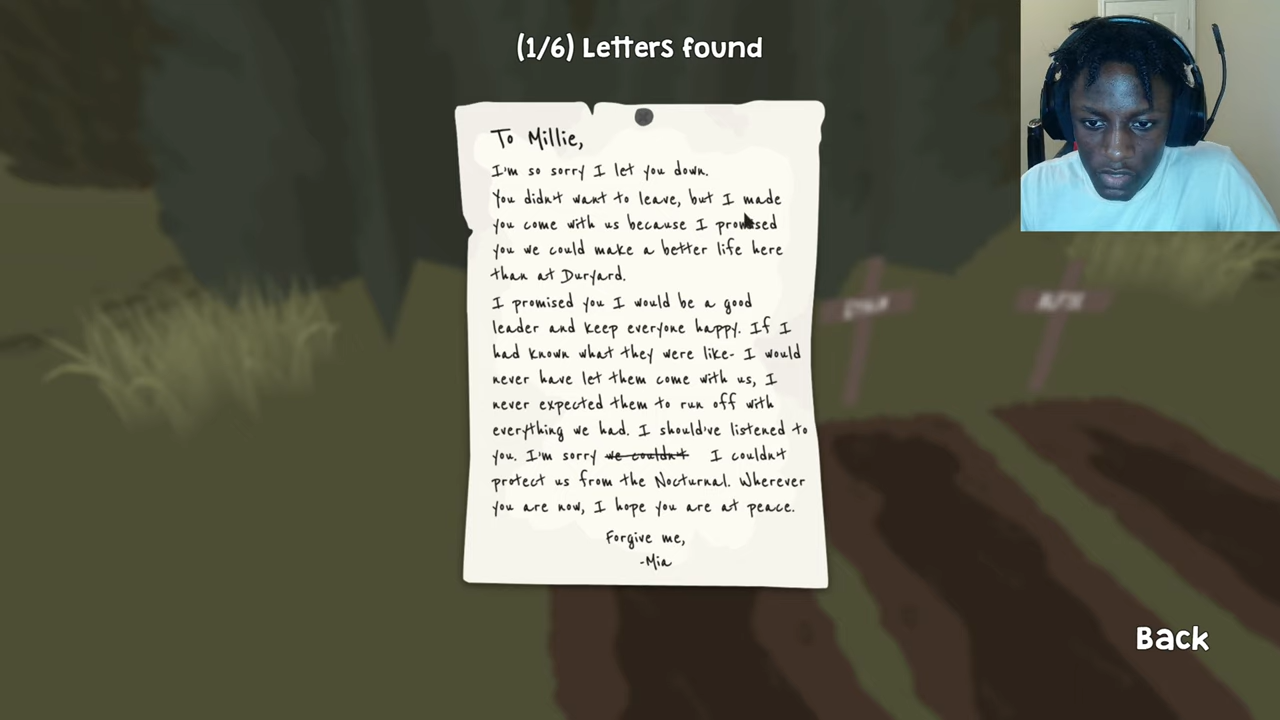 (1/6) Letters found
To Millie,
I'm so sorry I let you down.
You didn't want to leave, but I made
you come with us because I promised
you we could make a better life here
than at Duryard.
I promised you I would be a good
leader and keep everyone happy. If I
had known what they were like- I would
never have let them come with us, I
never expected them to run off with
everything we had. I should've listened to
you. I'm sorry we couldn't I couldn't
protect us from the Nocturnal. Wherever
you are now, I hope you are at peace.
Forgive me,
-Mia
Back